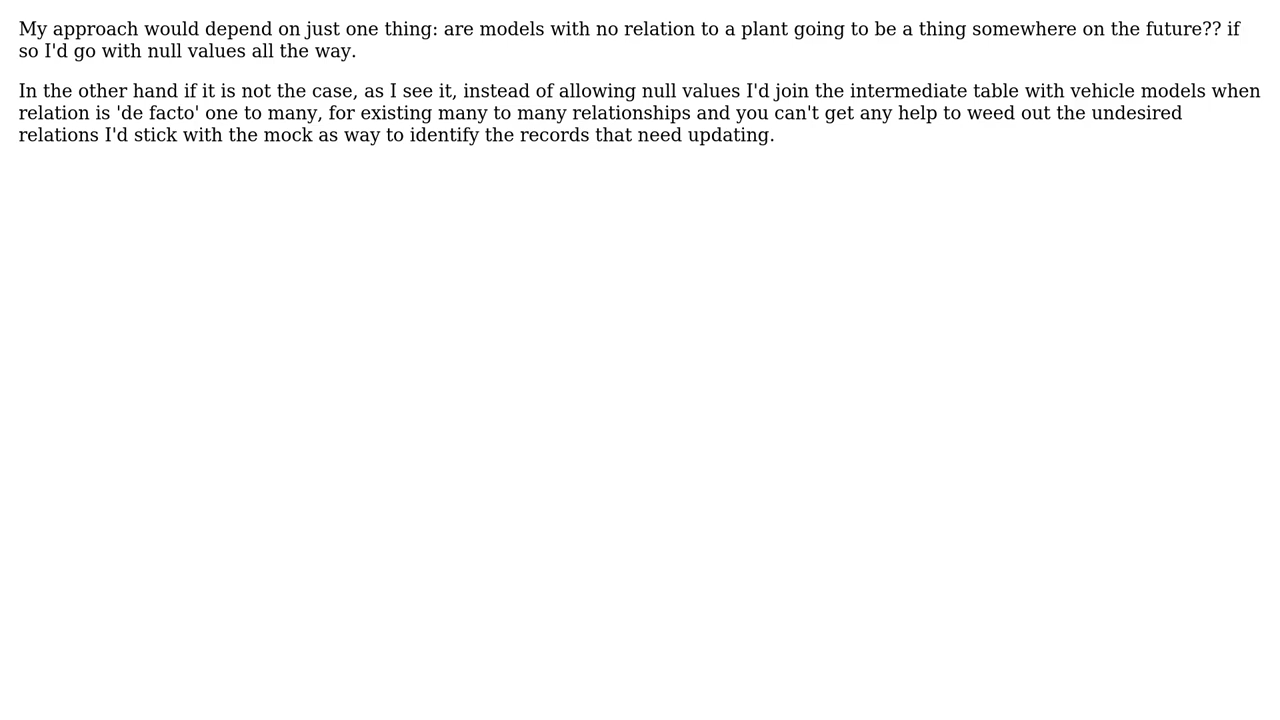 My approach would depend on just one thing: are models with no relation to a plant going to be a thing somewhere on the future?? if
so I'd go with null values all the way.
In the other hand if it is not the case, as I see it, instead of allowing null values I'd join the intermediate table with vehicle models when
relation is 'de facto' one to many, for existing many to many relationships and you can't get any help to weed out the undesired
relations I'd stick with the mock as way to identify the records that need updating.